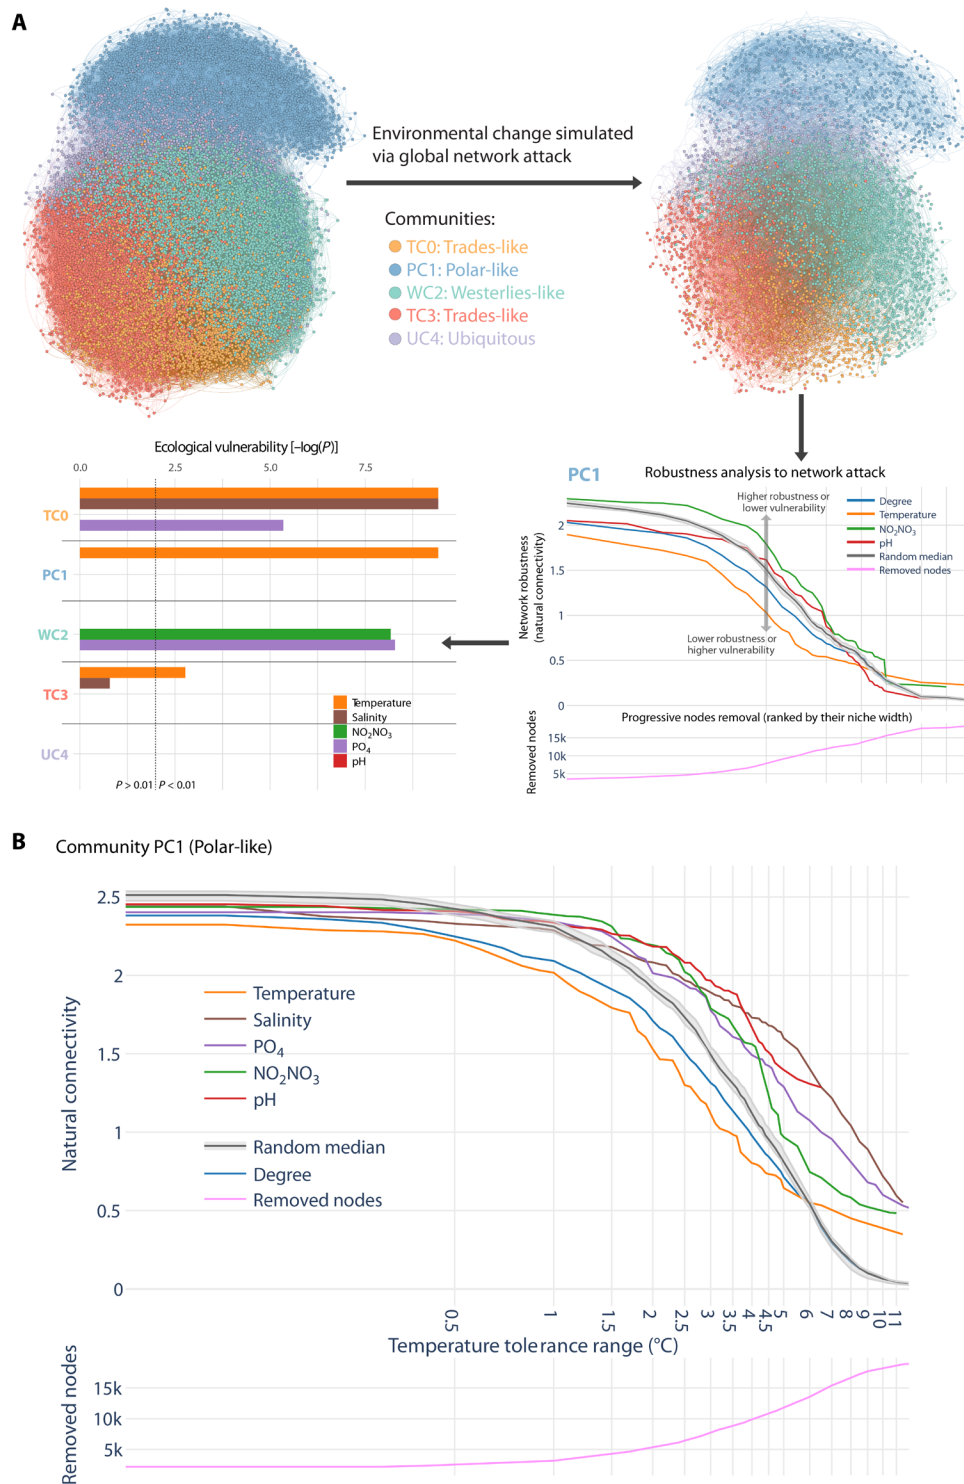 A
Environmental change simulated
via global network attack
Communities:
TC0: Trades-like
PC1: Polar-like
WC2: Westerlies-like
TC3: Trades-like
UC4: Ubiquitous
Ecological vulnerability [–log(P)]
0.0 2.5 5.0 7.5
TC0
PC1
WC2
TC3
UC4
Temperature
Salinity
NO2NO3
PO4
pH
P > 0.01 P < 0.01
PC1 Robustness analysis to network attack
Higher robustness or
lower vulnerability
Degree
Temperature
NO2NO3
pH
Random median
Removed nodes
Network robustness
(natural connectivity)
2
1.5
1
0.5
0
Lower robustness or
higher vulnerability
Progressive nodes removal (ranked by their niche width)
Removed nodes
15k
10k
5k
B
Community PC1 (Polar-like)
Natural connectivity
2.5
2
1.5
1
0.5
0
Temperature
Salinity
PO4
NO2NO3
pH
Random median
Degree
Removed nodes
0.5 1 1.5 2 2.5 3 3.5 4 4.5 5 6 7 8 9 10 11
Temperature tolerance range (°C)
Removed nodes
15k
10k
5k